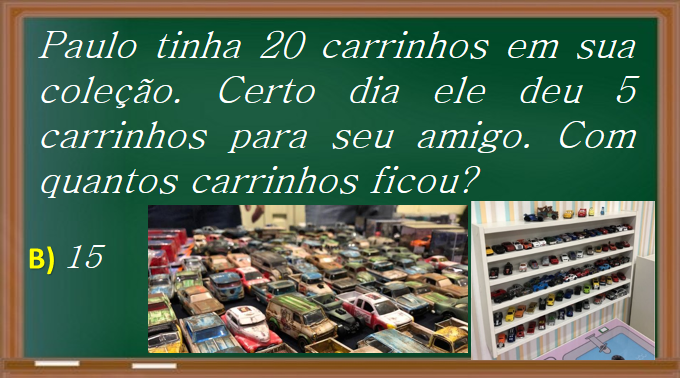 Paulo tinha 20 carrinhos em sua
coleção. Certo dia ele deu 5
carrinhos para seu amigo. Com
quantos carrinhos ficou?
B) 15